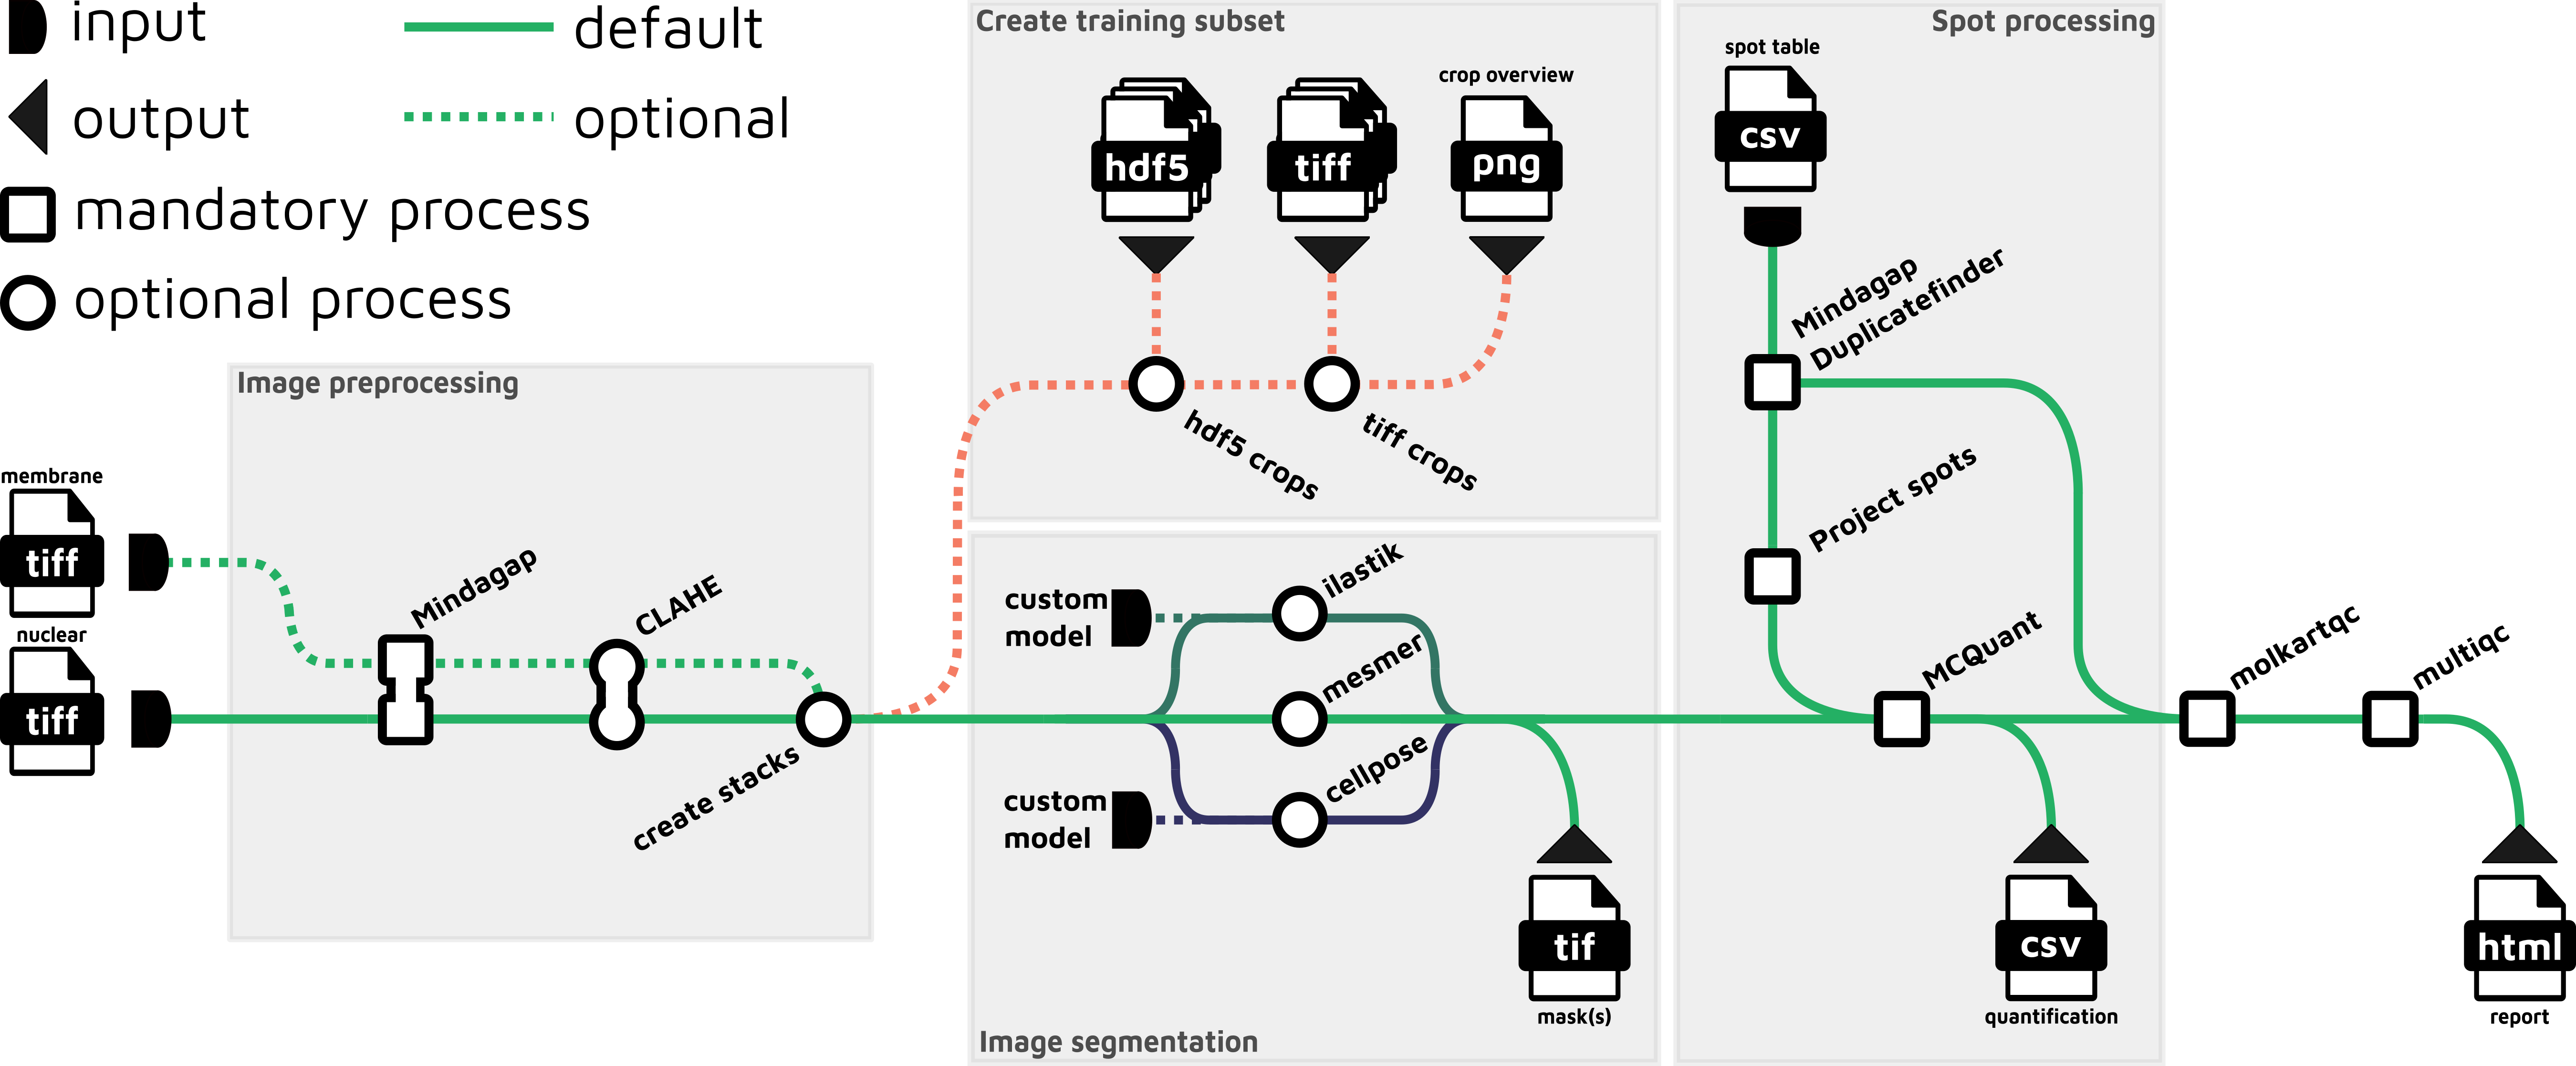 input
default
output
optional
mandatory process
optional process
Image preprocessing
membrane
tiff
nuclear
tiff
Mindagap
CLAHE
create stacks
Create training subset
hdf5
tiff
crop overview
png
hdf5 crops
tiff crops
custom
model
ilastik
mesmer
custom
model
cellpose
tif
mask(s)
Image segmentation
Spot processing
spot table
csv
Mindagap
Duplicatefinder
Project spots
MCQuant
csv
quantification
molkartqc
multiqc
html
report